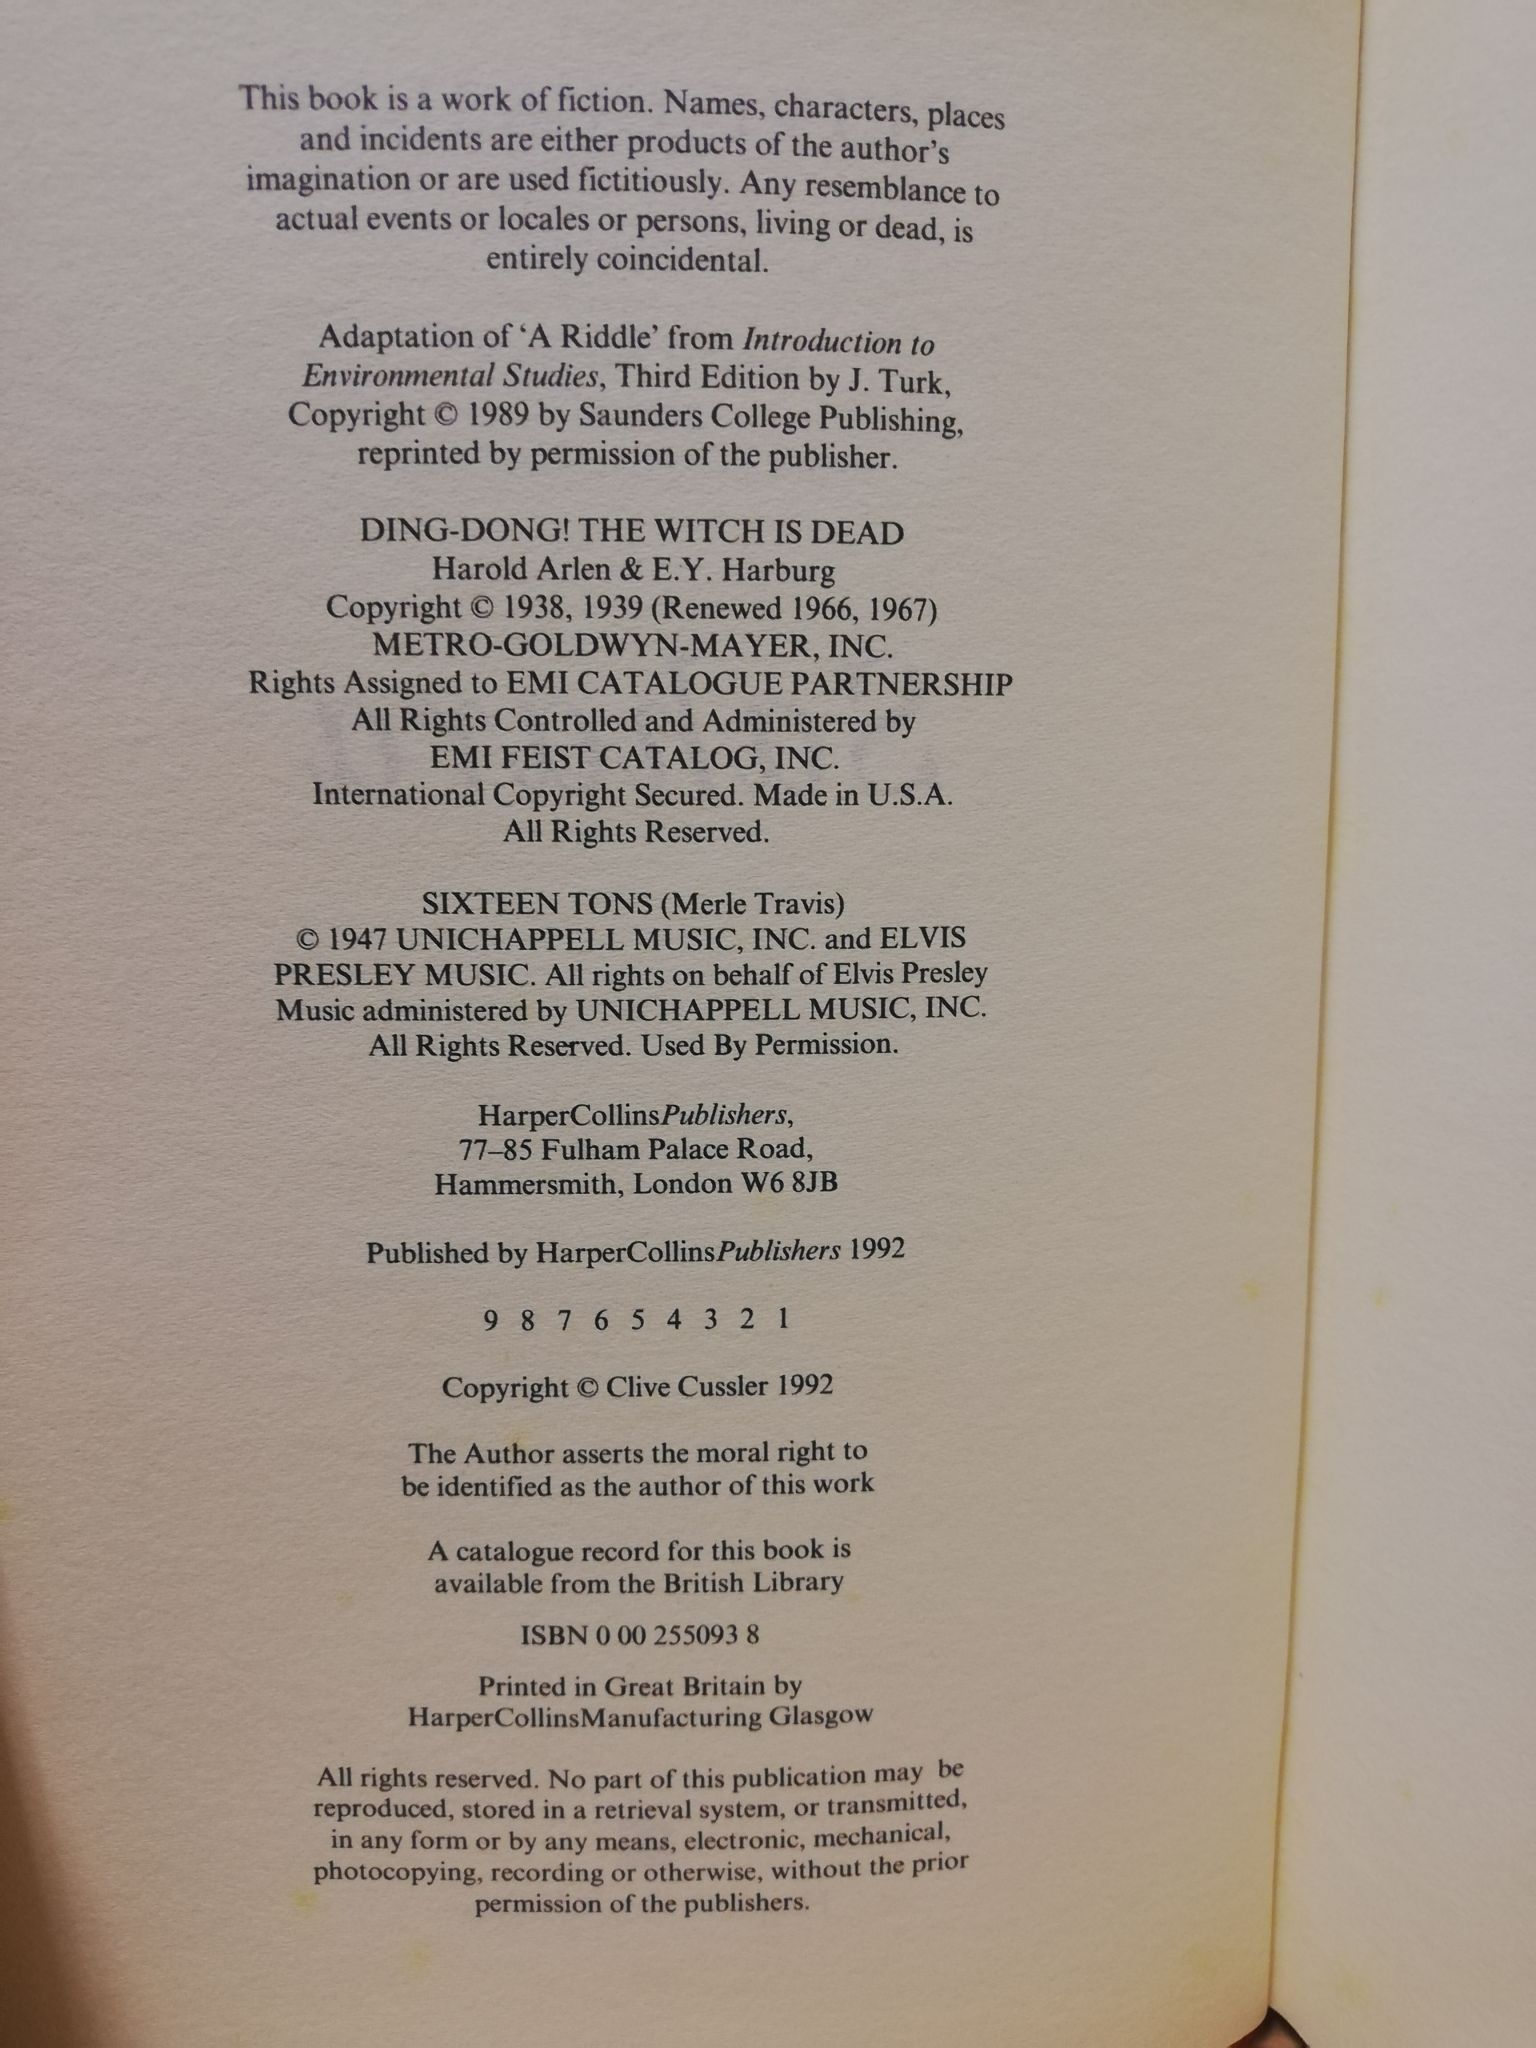 This book is a work of fiction. Names, characters, places
and incidents are either products of the author's
imagination or are used fictitiously. Any resemblance to
actual events or locales or persons, living or dead, is
entirely coincidental.
Adaptation of ‘A Riddle’ from Introduction to
Environmental Studies, Third Edition by J. Turk,
Copyright © 1989 by Saunders College Publishing,
reprinted by permission of the publisher.
DING-DONG! THE WITCH IS DEAD
Harold Arlen & E.Y. Harburg
Copyright © 1938, 1939 (Renewed 1966, 1967)
METRO-GOLDWYN-MAYER, INC.
Rights Assigned to EMI CATALOGUE PARTNERSHIP
All Rights Controlled and Administered by
EMI FEIST CATALOG, INC.
International Copyright Secured. Made in U.S.A.
All Rights Reserved.
SIXTEEN TONS (Merle Travis)
© 1947 UNICHAPPELL MUSIC, INC. and ELVIS
PRESLEY MUSIC. All rights on behalf of Elvis Presley
Music administered by UNICHAPPELL MUSIC, INC.
All Rights Reserved. Used By Permission.
HarperCollinsPublishers,
77–85 Fulham Palace Road,
Hammersmith, London W6 8JB
Published by HarperCollinsPublishers 1992
9 8 7 6 5 4 3 2 1
Copyright © Clive Cussler 1992
The Author asserts the moral right to
be identified as the author of this work
A catalogue record for this book is
available from the British Library
ISBN 0 00 255093 8
Printed in Great Britain by
HarperCollinsManufacturing Glasgow
All rights reserved. No part of this publication may be
reproduced, stored in a retrieval system, or transmitted,
in any form or by any means, electronic, mechanical,
photocopying, recording or otherwise, without the prior
permission of the publishers.